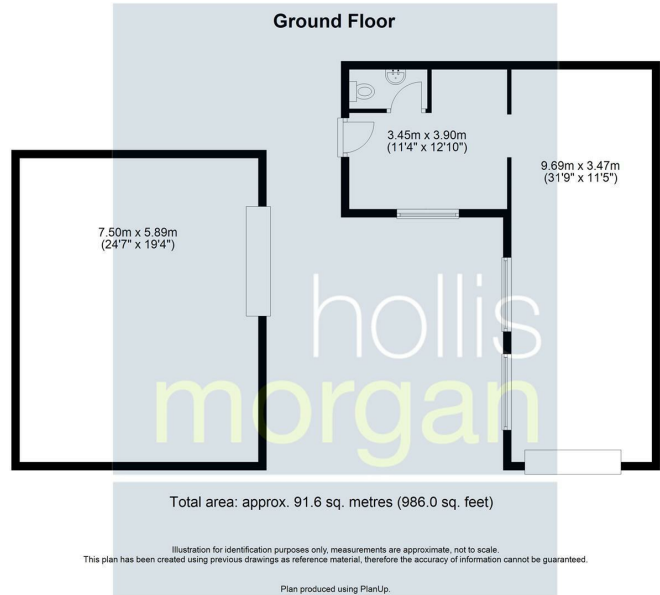 Ground Floor
3.45m x 3.90m
(11'4" x 12'10")
9.69m x 3.47m
(31'9" x 11'5")
7.50m x 5.89m
(24'7" x 19'4")
hollis
morgan
Total area: approx. 91.6 sq. metres (986.0 sq. feet)
Illustration for identification purposes only, measurements are approximate, not to scale.
This plan has been created using previous drawings as reference material, therefore the accuracy of information cannot be guaranteed.
Plan produced using PlanUp.